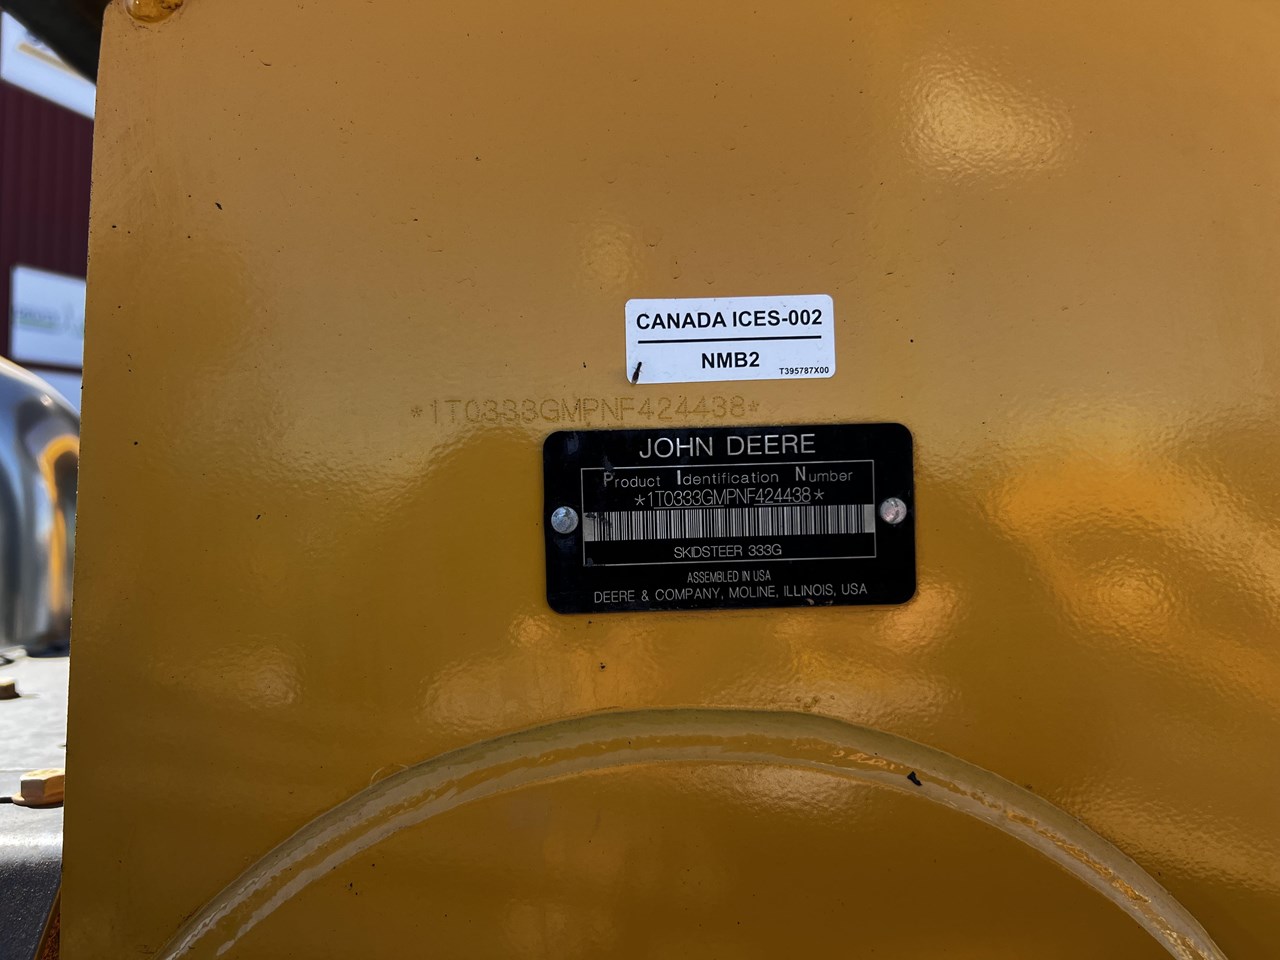 CANADA ICES-002
NMB2
T395787X00
*1T0333GMPNF424438*
JOHN DEERE
Product Identification Number
*1T0333GMPNF424438*
SKIDSTEER 333G
ASSEMBLED IN USA
DEERE & COMPANY, MOLINE, ILLINOIS, USA